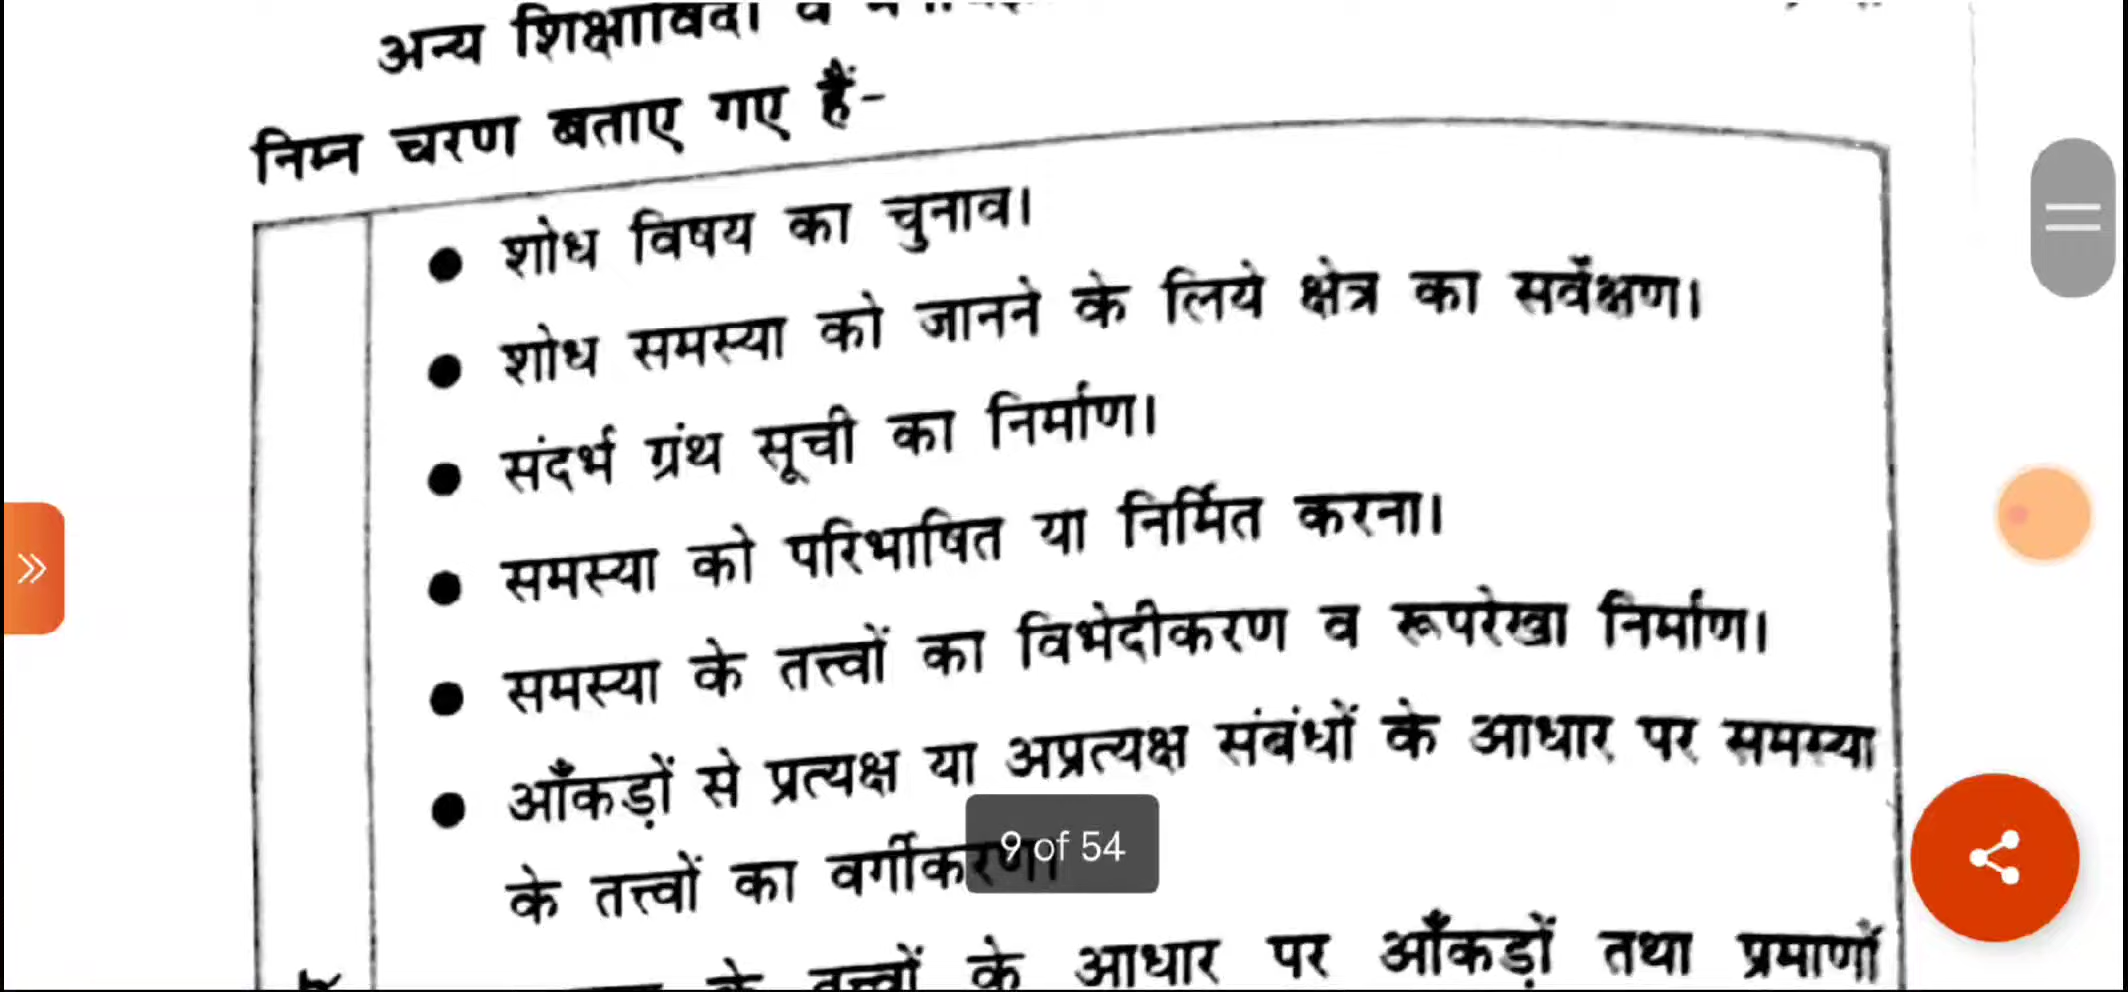 अन्य शिक्षाविदों व
निम्न चरण बताए गए हैं-
● शोध विषय का चुनाव।
● शोध समस्या को जानने के लिये क्षेत्र का सर्वेक्षण।
● संदर्भ ग्रंथ सूची का निर्माण।
● समस्या को परिभाषित या निर्मित करना।
● समस्या के तत्त्वों का विभेदीकरण व रूपरेखा निर्माण।
● आँकड़ों से प्रत्यक्ष या अप्रत्यक्ष संबंधों के आधार पर समस्या
के तत्त्वों का वर्गीकरण।
9 of 54
के तत्त्वों के आधार पर आँकड़ों तथा प्रमाणों